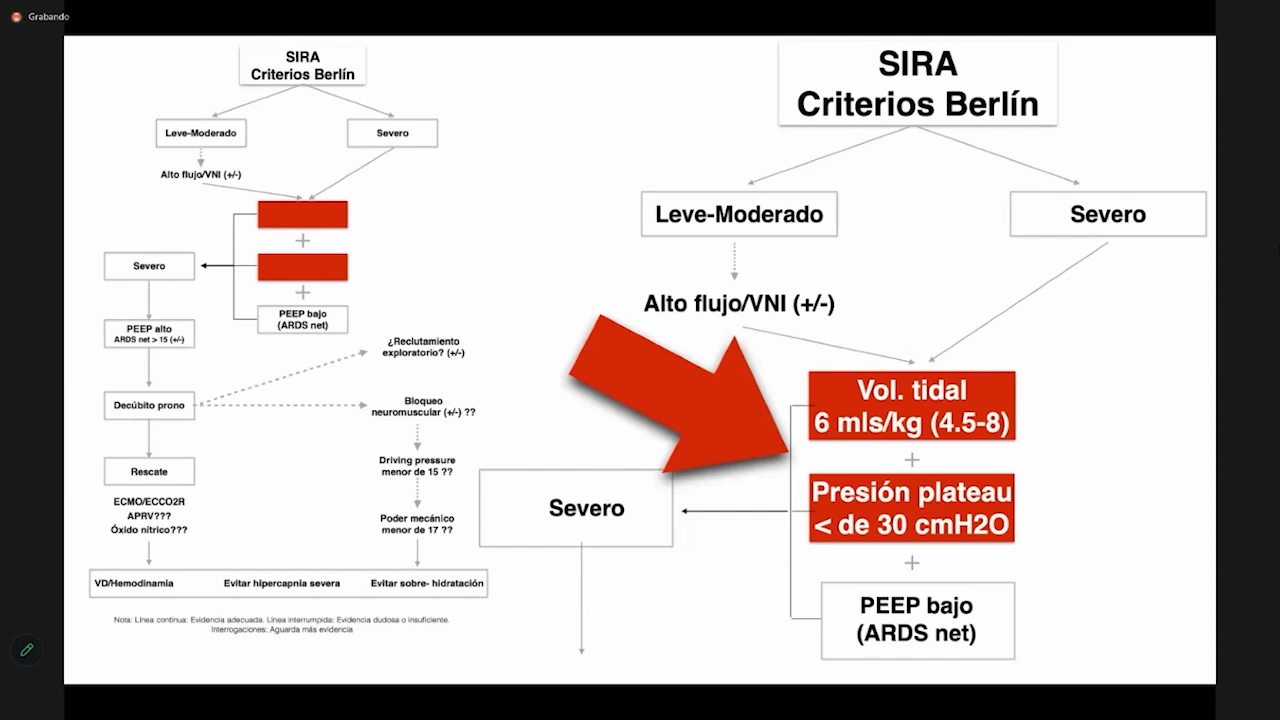 Grabando
SIRA
Criterios Berlín
Leve-Moderado
Severo
Alto flujo/VNI (+/-)
Severo
PEEP bajo
(ARDS net)
PEEP alto
ARDS net > 15 (+/-)
¿Reclutamiento
exploratorio? (+/-)
Decúbito prono
Bloqueo
neuromuscular (+/-) ??
Driving pressure
menor de 15 ??
Rescate
ECMO/ECCO2R
APRV???
Óxido nítrico???
Poder mecánico
menor de 17 ??
VD/Hemodinamia
Evitar hipercapnia severa
Evitar sobre- hidratación
Nota: Línea continua: Evidencia adecuada. Línea interrumpida: Evidencia dudosa o insuficiente.
Interrogaciones: Aguarda más evidencia
SIRA
Criterios Berlín
Leve-Moderado
Severo
Alto flujo/VNI (+/-)
Vol. tidal
6 mls/kg (4.5-8)
Presión plateau
< de 30 cmH2O
Severo
PEEP bajo
(ARDS net)